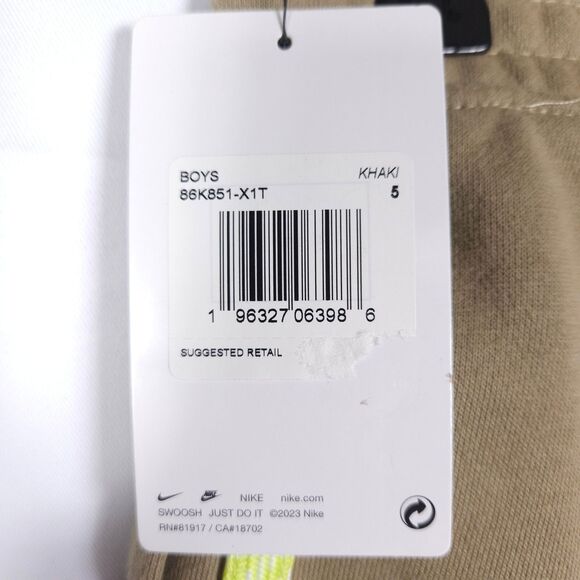 BOYS KHAKI
86K851-X1T 5
1 96327 06398 6
SUGGESTED RETAIL
NIKE nike.com
SWOOSH JUST DO IT ©2023 Nike
RN#81917 / CA#18702